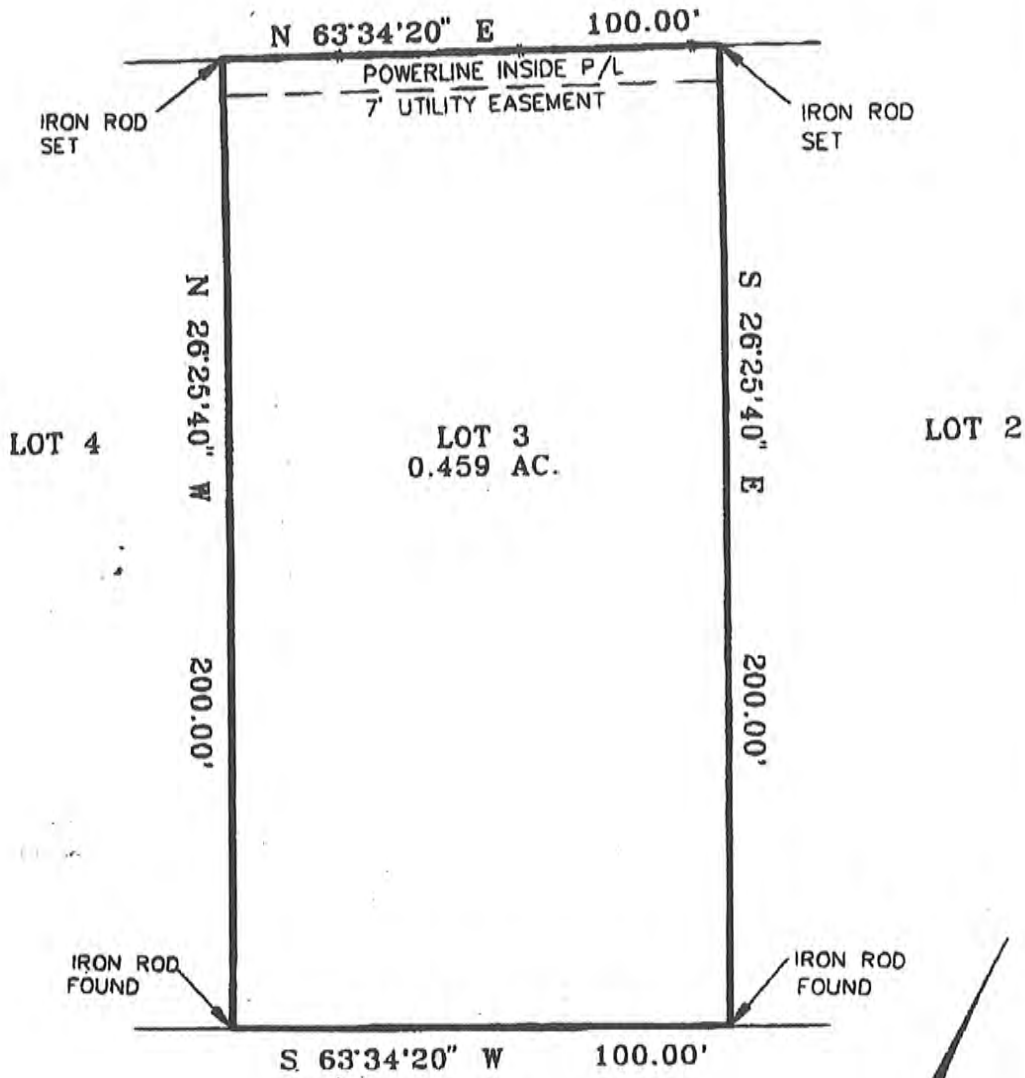 N 63°34'20" E 100.00'
POWERLINE INSIDE P/L
7' UTILITY EASEMENT
IRON ROD
SET
IRON ROD
SET
N 26°25'40" W 200.00'
S 26°25'40" E 200.00'
LOT 4
LOT 3
0.459 AC.
LOT 2
IRON ROD
FOUND
IRON ROD
FOUND
S 63°34'20" W 100.00'